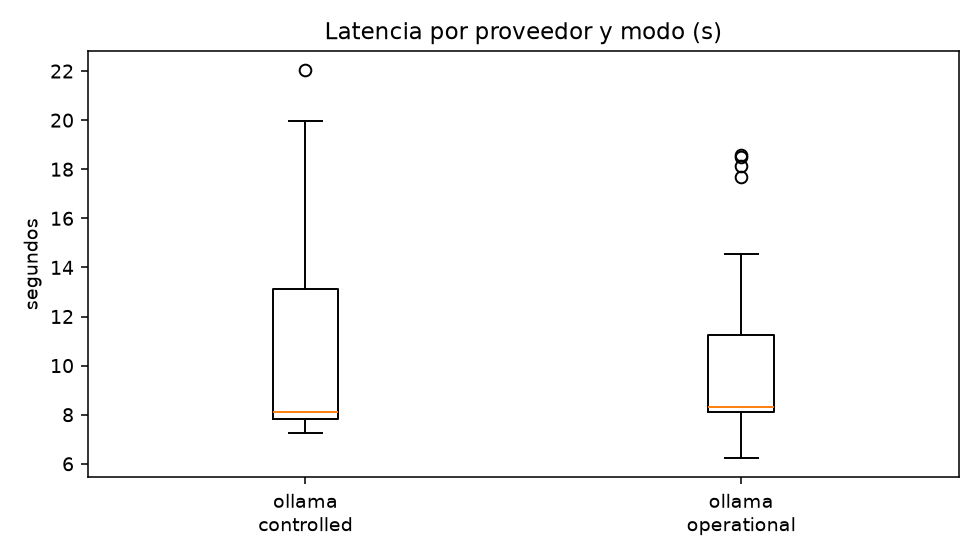 Latencia por proveedor y modo (s)
segundos
22
20
18
16
14
12
10
8
6
ollama
controlled
ollama
operational